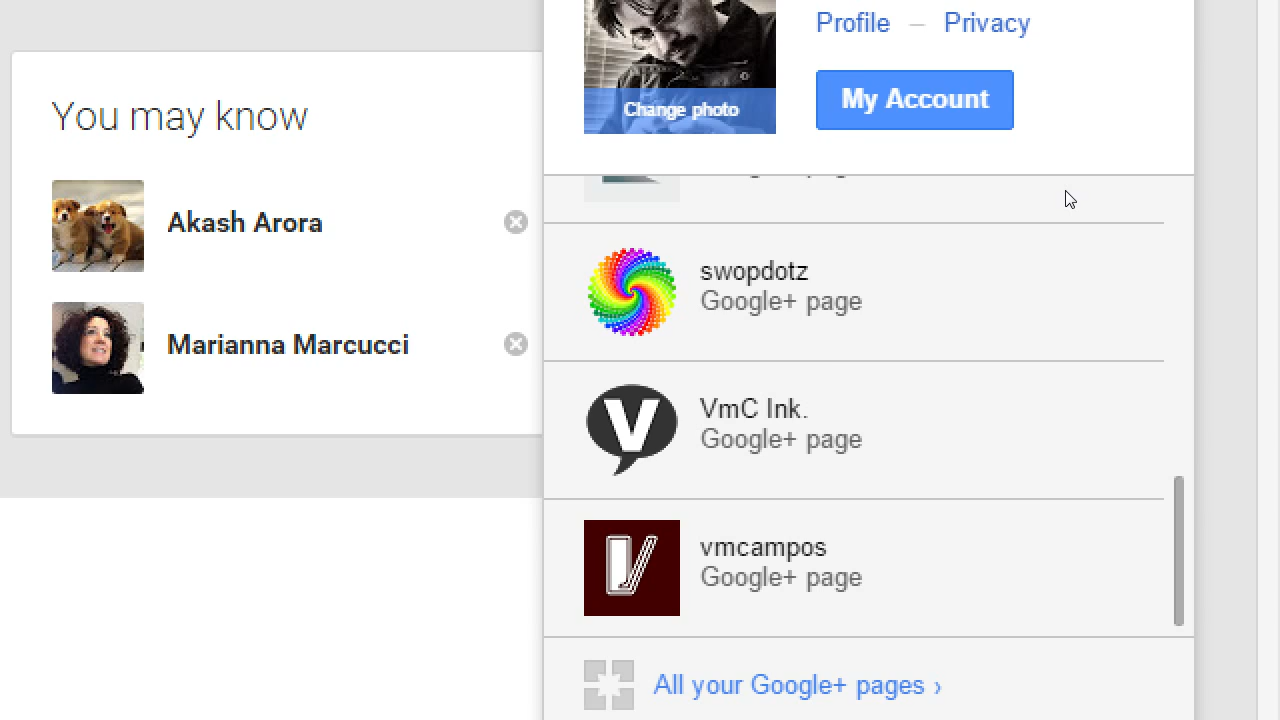 You may know
Akash Arora
Marianna Marcucci
Profile — Privacy
My Account
Change photo
swopdotz
Google+ page
VmC Ink.
Google+ page
vmcampos
Google+ page
All your Google+ pages ›